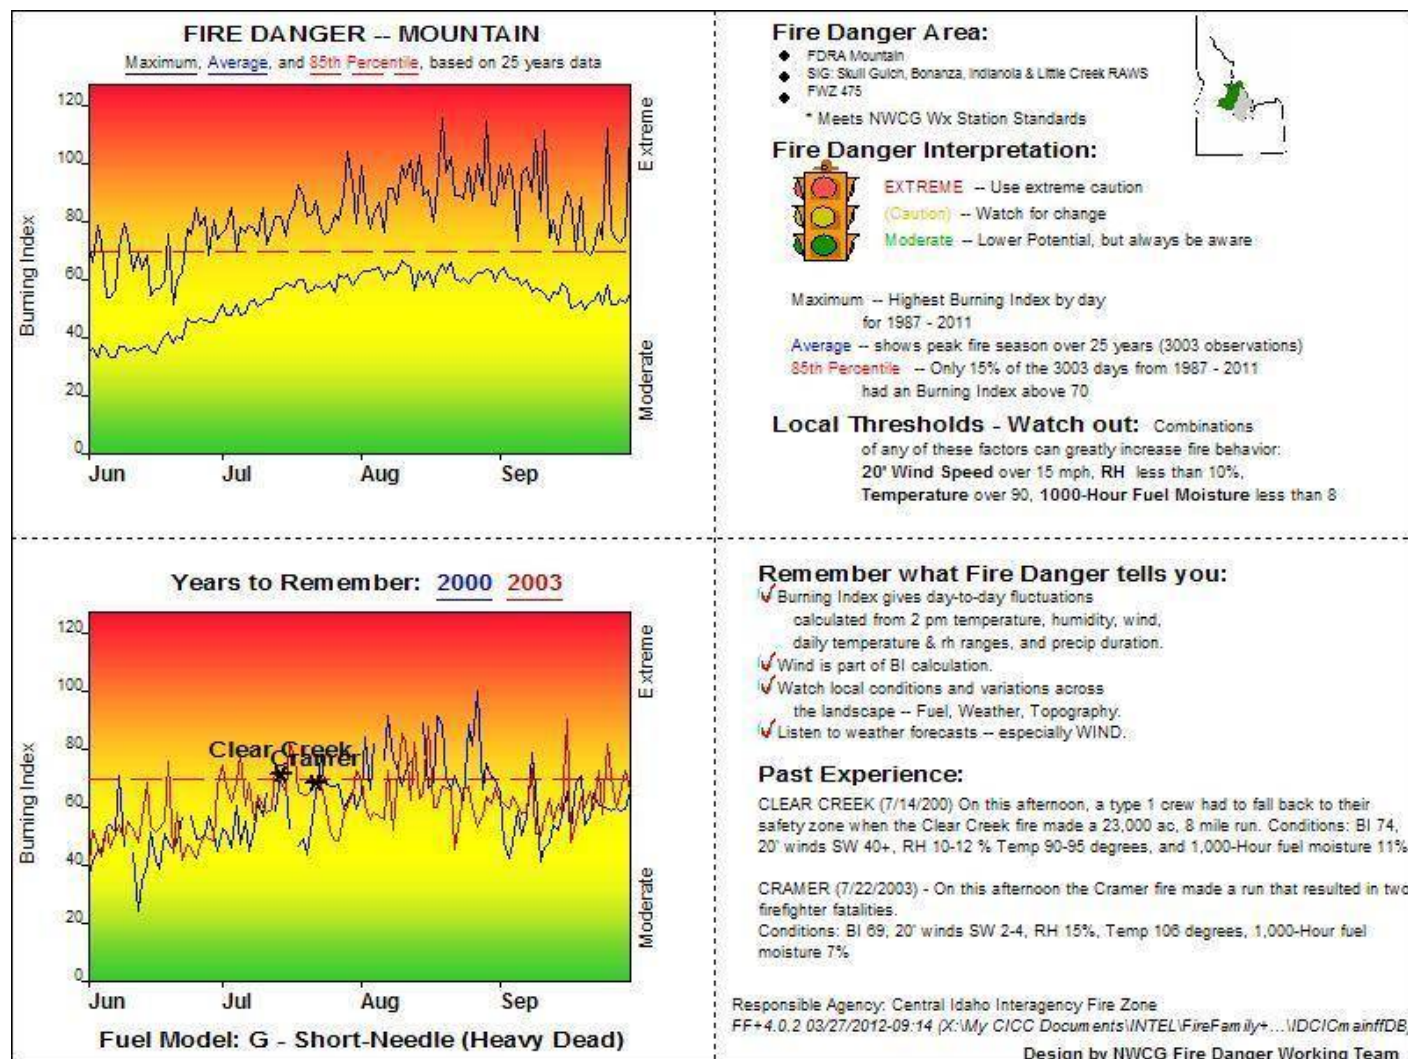 FIRE DANGER -- MOUNTAIN
Maximum, Average, and 85th Percentile, based on 25 years data
120
100
80
60
40
20
0
Burning Index
Extreme
Moderate
Jun Jul Aug Sep
Fire Danger Area:
FDRA Mountain
SIG: Skull Gulch, Bonanza, Indianola & Little Creek RAWS
FWZ 475
* Meets NWCG Wx Station Standards
Fire Danger Interpretation:
EXTREME -- Use extreme caution
(Caution) -- Watch for change
Moderate -- Lower Potential, but always be aware
Maximum -- Highest Burning Index by day
for 1987 - 2011
Average -- shows peak fire season over 25 years (3003 observations)
85th Percentile -- Only 15% of the 3003 days from 1987 - 2011
had an Burning Index above 70
Local Thresholds - Watch out: Combinations
of any of these factors can greatly increase fire behavior:
20' Wind Speed over 15 mph, RH less than 10%,
Temperature over 90, 1000-Hour Fuel Moisture less than 8
Years to Remember: 2000 2003
120
100
80
60
40
20
0
Burning Index
Extreme
Moderate
Clear Creek
Cramer
Jun Jul Aug Sep
Fuel Model: G - Short-Needle (Heavy Dead)
Remember what Fire Danger tells you:
Burning Index gives day-to-day fluctuations
calculated from 2 pm temperature, humidity, wind,
daily temperature & rh ranges, and precip duration.
Wind is part of BI calculation.
Watch local conditions and variations across
the landscape -- Fuel, Weather, Topography.
Listen to weather forecasts -- especially WIND.
Past Experience:
CLEAR CREEK (7/14/200) On this afternoon, a type 1 crew had to fall back to their
safety zone when the Clear Creek fire made a 23,000 ac, 8 mile run. Conditions: BI 74,
20' winds SW 40+, RH 10-12 % Temp 90-95 degrees, and 1,000-Hour fuel moisture 11%
CRAMER (7/22/2003) - On this afternoon the Cramer fire made a run that resulted in two
firefighter fatalities.
Conditions: BI 69, 20' winds SW 2-4, RH 15%, Temp 106 degrees, 1,000-Hour fuel
moisture 7%
Responsible Agency: Central Idaho Interagency Fire Zone
FF+4.0.2 03/27/2012-09:14 (X:\My CICC Documents\INTEL\FireFamily+...\IDCICmainffDB
Design by NWCG Fire Danger Working Team